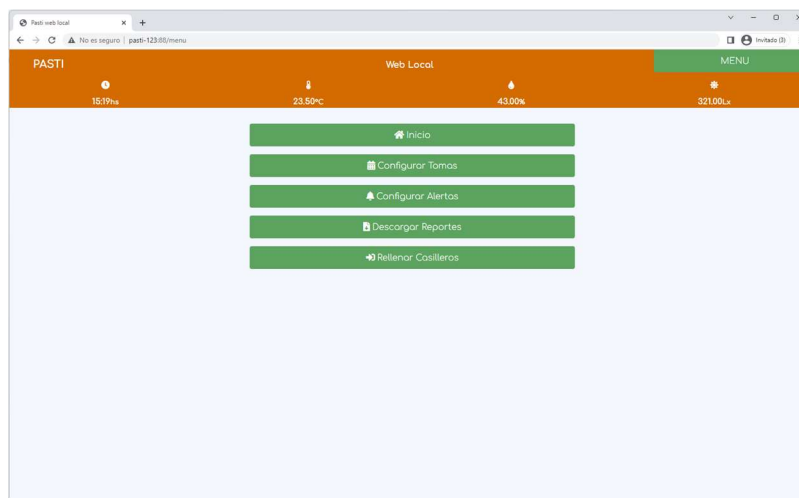 Pasti web local
No es seguro | pasti-123:88/menu
Invitado (3)
PASTI
Web Local
MENU
15:19hs
23.50°C
43.00%
321.00Lx
Inicio
Configurar Tomas
Configurar Alertas
Descargar Reportes
Rellenar Casilleros